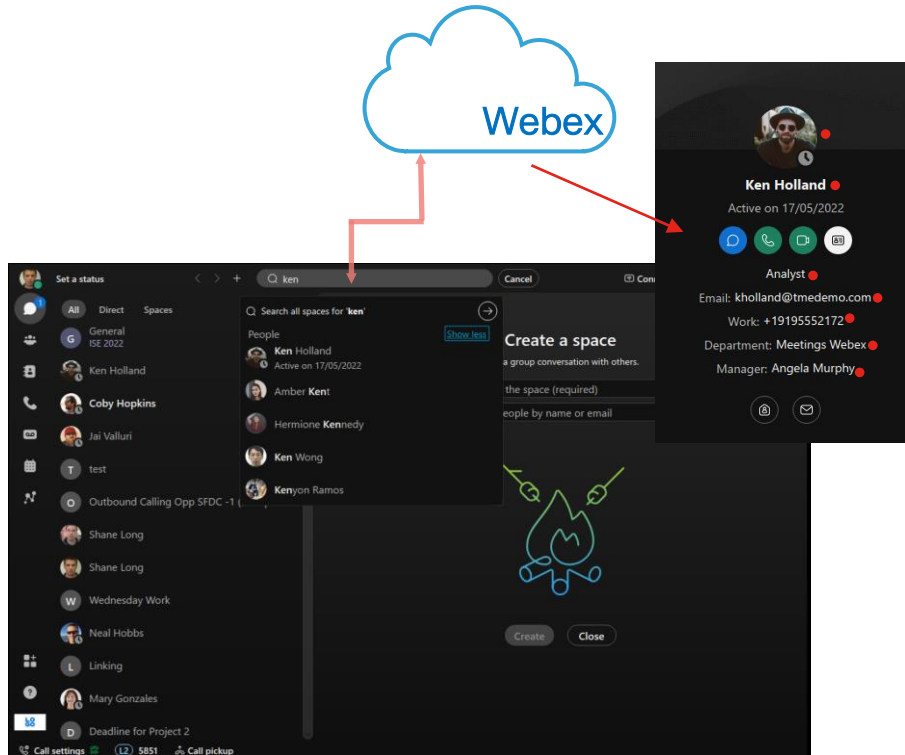 Webex
Ken Holland
Active on 17/05/2022
Analyst
Email: kholland@tmedemo.com
Work: +19195552172
Department: Meetings Webex
Manager: Angela Murphy
Set a status
ken
Cancel
1
All Direct Spaces
G
General
ISE 2022
Ken Holland
Coby Hopkins
Jai Valluri
T
test
O
Outbound Calling Opp SFDC -1
Shane Long
Shane Long
W
Wednesday Work
Neal Hobbs
L
Linking
Mary Gonzales
D
Deadline for Project 2
Search all spaces for 'ken'
People Show less
Ken Holland
Active on 17/05/2022
Amber Kent
Hermione Kennedy
Ken Wong
Kenyon Ramos
Create a space
a group conversation with others.
the space (required)
people by name or email
Create Close
Call settings L2 5851 Call pickup